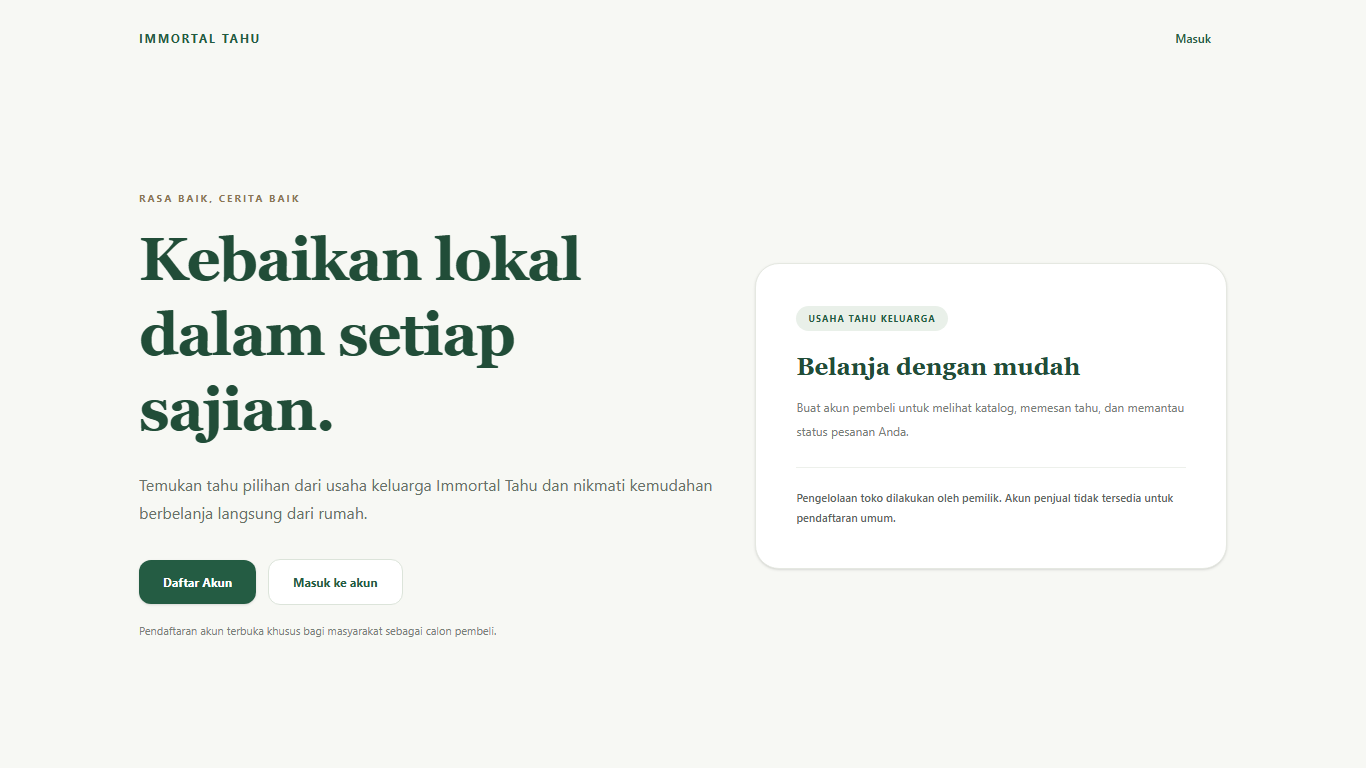 IMMORTAL TAHU
Masuk
RASA BAIK, CERITA BAIK
Kebaikan lokal
dalam setiap
sajian.
Temukan tahu pilihan dari usaha keluarga Immortal Tahu dan nikmati kemudahan
berbelanja langsung dari rumah.
Daftar Akun
Masuk ke akun
Pendaftaran akun terbuka khusus bagi masyarakat sebagai calon pembeli.
USAHA TAHU KELUARGA
Belanja dengan mudah
Buat akun pembeli untuk melihat katalog, memesan tahu, dan memantau
status pesanan Anda.
Pengelolaan toko dilakukan oleh pemilik. Akun penjual tidak tersedia untuk
pendaftaran umum.